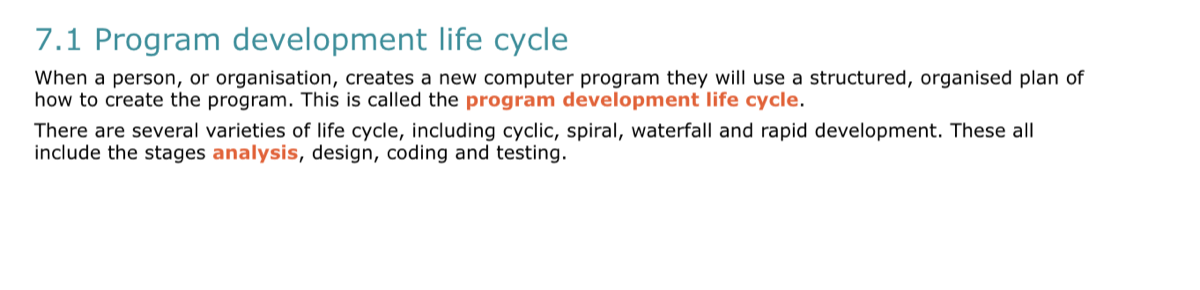 7.1 Program development life cycle
When a person, or organisation, creates a new computer program they will use a structured, organised plan of
how to create the program. This is called the program development life cycle.
There are several varieties of life cycle, including cyclic, spiral, waterfall and rapid development. These all
include the stages analysis, design, coding and testing.